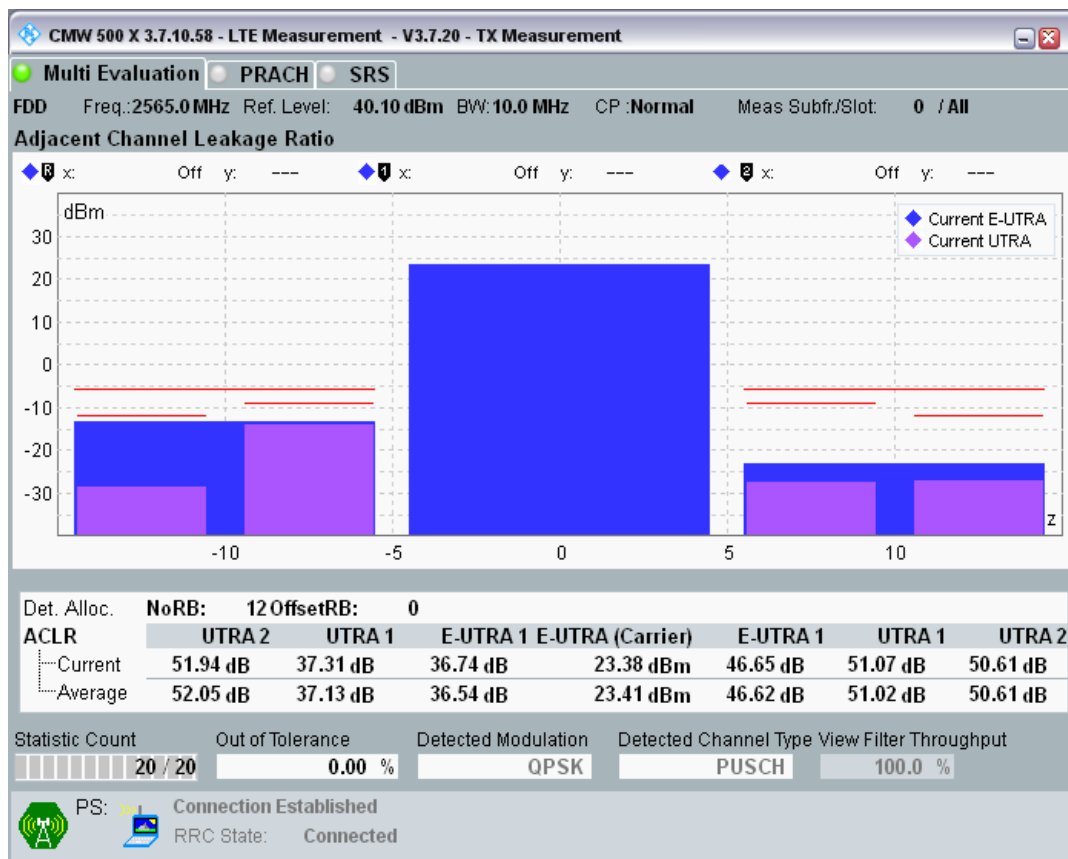 CMW 500 X 3.7.10.58 - LTE Measurement - V3.7.20 - TX Measurement
Multi Evaluation PRACH SRS
FDD Freq.:2565.0 MHz Ref. Level: 40.10 dBm BW: 10.0 MHz CP :Normal Meas Subfr./Slot: 0 / All
Adjacent Channel Leakage Ratio
R x: Off y: --- 1 x: Off y: --- 2 x: Off y: ---
dBm
Current E-UTRA
Current UTRA
30
20
10
0
-10
-20
-30
z
-10 -5 0 5 10
Det. Alloc. NoRB: 12 OffsetRB: 0
ACLR UTRA 2 UTRA 1 E-UTRA 1 E-UTRA (Carrier) E-UTRA 1 UTRA 1 UTRA 2
Current 51.94 dB 37.31 dB 36.74 dB 23.38 dBm 46.65 dB 51.07 dB 50.61 dB
Average 52.05 dB 37.13 dB 36.54 dB 23.41 dBm 46.62 dB 51.02 dB 50.61 dB
Statistic Count Out of Tolerance Detected Modulation Detected Channel Type View Filter Throughput
20 / 20 0.00 % QPSK PUSCH 100.0 %
PS: Connection Established
RRC State: Connected